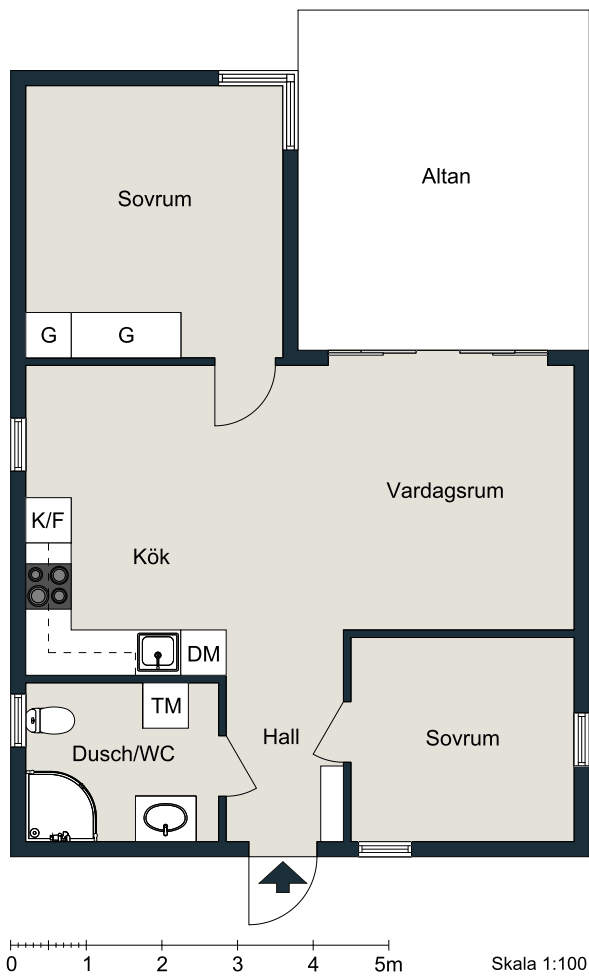 Altan
Sovrum
G
G
Vardagsrum
K/F
Kök
DM
TM
Hall
Sovrum
Dusch/WC
0 1 2 3 4 5m
Skala 1:100